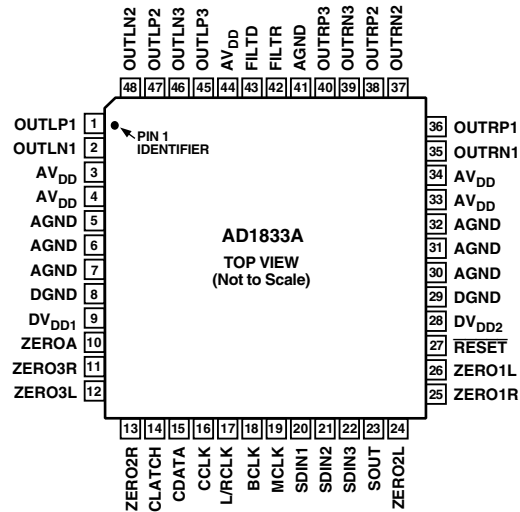 OUTLN2
OUTLP2
OUTLN3
OUTLP3
AVDD
FILTD
FILTR
AGND
OUTRP3
OUTRN3
OUTRP2
OUTRN2
48 47 46 45 44 43 42 41 40 39 38 37
OUTLP1 1
OUTLN1 2
AVDD 3
AVDD 4
AGND 5
AGND 6
AGND 7
DGND 8
DVDD1 9
ZEROA 10
ZERO3R 11
ZERO3L 12
PIN 1
IDENTIFIER
AD1833A
TOP VIEW
(Not to Scale)
36 OUTRP1
35 OUTRN1
34 AVDD
33 AVDD
32 AGND
31 AGND
30 AGND
29 DGND
28 DVDD2
27 RESET
26 ZERO1L
25 ZERO1R
13 14 15 16 17 18 19 20 21 22 23 24
ZERO2R
CLATCH
CDATA
CCLK
L/RCLK
BCLK
MCLK
SDIN1
SDIN2
SDIN3
SOUT
ZERO2L